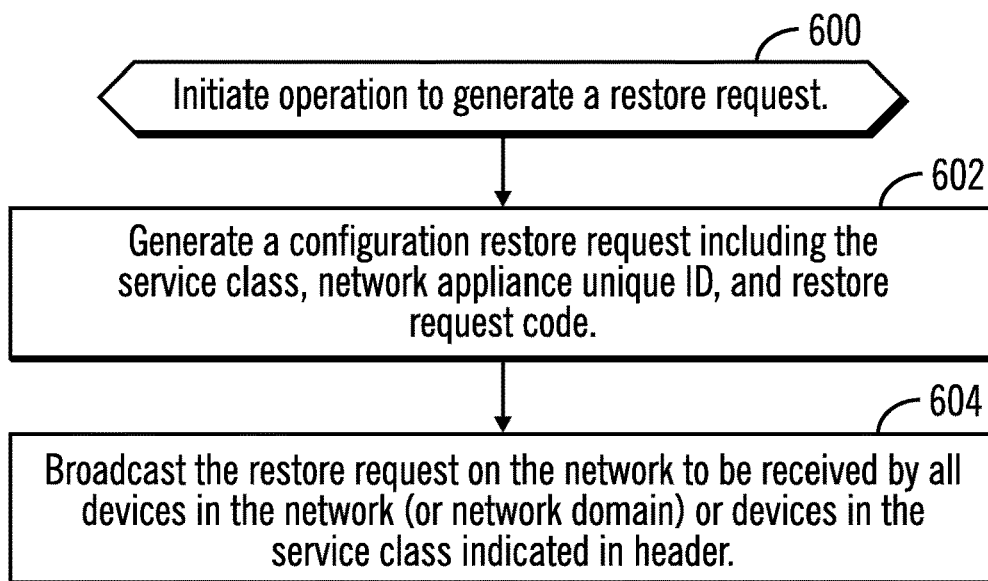 600
Initiate operation to generate a restore request.
602
Generate a configuration restore request including the
service class, network appliance unique ID, and restore
request code.
604
Broadcast the restore request on the network to be received by all
devices in the network (or network domain) or devices in the
service class indicated in header.